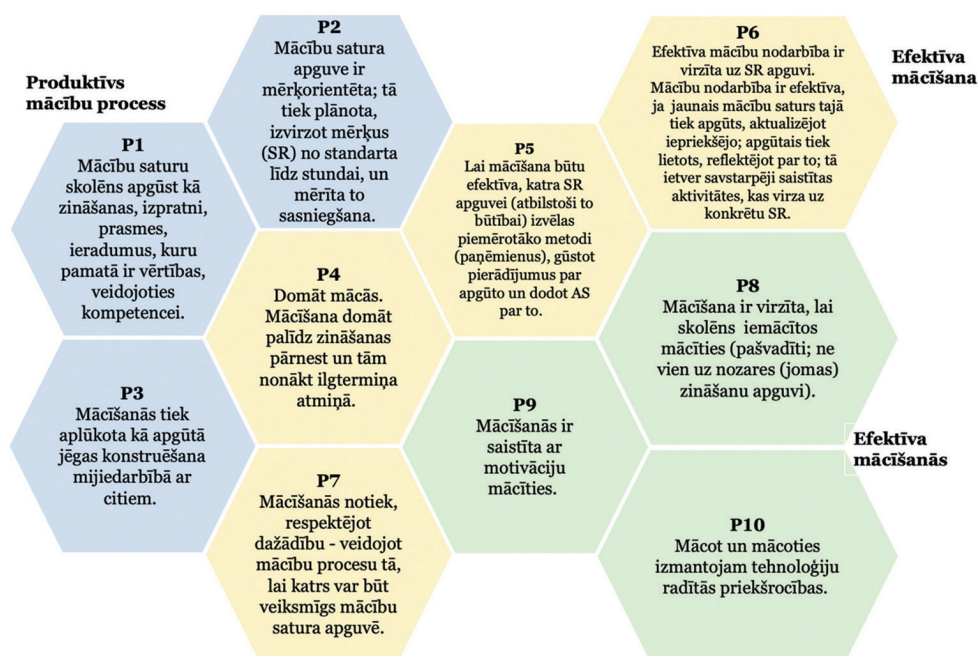 Produktīvs
mācību process
P1
Mācību saturu
skolēns apgūst kā
zināšanas, izpratni,
prasmes,
ieradumus, kuru
pamatā ir vērtības,
veidojoties
kompetencei.
P2
Mācību satura
apguve ir
mērķorientēta; tā
tiek plānota,
izvirzot mērķus
(SR) no standarta
līdz stundai, un
mērīta to
sasniegšana.
P3
Mācīšanās tiek
aplūkota kā apgūtā
jēgas konstruēšana
mijiedarbībā ar
citiem.
P4
Domāt mācās.
Mācīšana domāt
palīdz zināšanas
pārnest un tām
nonākt ilgtermiņa
atmiņā.
P5
Lai mācīšana būtu
efektīva, katra SR
apguvei (atbilstoši to
būtībai) izvēlas
piemērotāko metodi
(paņēmienus), gūstot
pierādījumus par
apgūto un dodot AS
par to.
Efektīva
mācīšana
P6
Efektīva mācību nodarbība ir
virzīta uz SR apguvi.
Mācību nodarbība ir efektīva,
ja jaunais mācību saturs tajā
tiek apgūts, aktualizējot
iepriekšējo; apgūtais tiek
lietots, reflektējot par to; tā
ietver savstarpēji saistītas
aktivitātes, kas virza uz
konkrētu SR.
P7
Mācīšanās notiek,
respektējot
dažādību - veidojot
mācību procesu tā,
lai katrs var būt
veiksmīgs mācību
satura apguvē.
P8
Mācīšana ir virzīta, lai
skolēns iemācītos
mācīties (pašvadīti; ne
vien uz nozares (jomas)
zināšanu apguvi).
P9
Mācīšanās ir
saistīta ar
motivāciju
mācīties.
Efektīva
mācīšanās
P10
Mācot un mācoties
izmantojam tehnoloģiju
radītās priekšrocības.